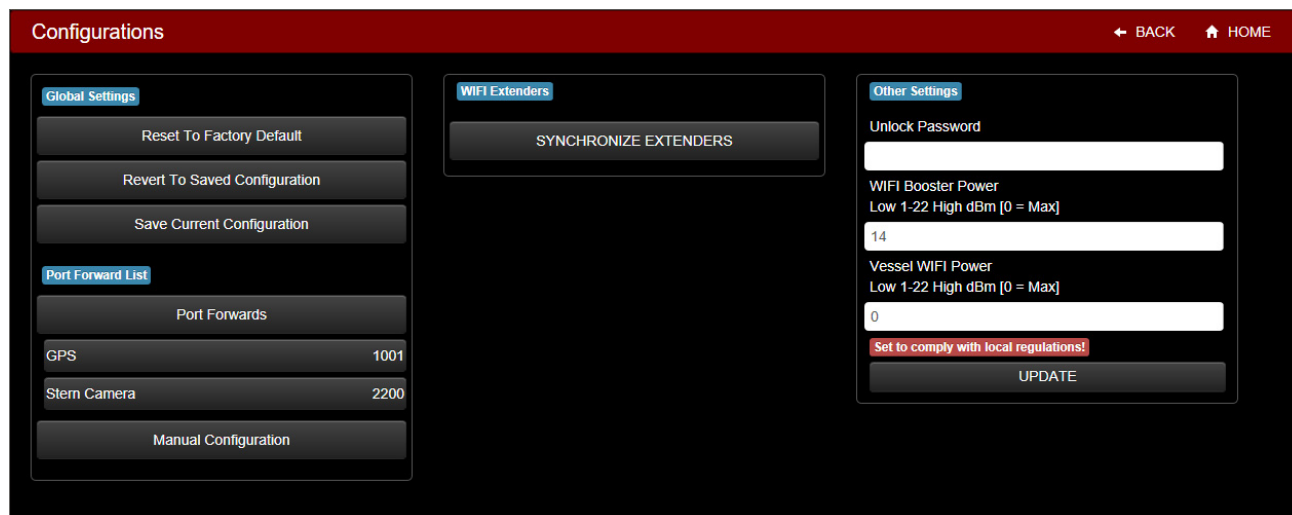 Configurations
BACK
HOME
Global Settings
Reset To Factory Default
Revert To Saved Configuration
Save Current Configuration
Port Forward List
Port Forwards
GPS 1001
Stern Camera 2200
Manual Configuration
WIFI Extenders
SYNCHRONIZE EXTENDERS
Other Settings
Unlock Password
WIFI Booster Power
Low 1-22 High dBm [0 = Max]
14
Vessel WIFI Power
Low 1-22 High dBm [0 = Max]
0
Set to comply with local regulations!
UPDATE